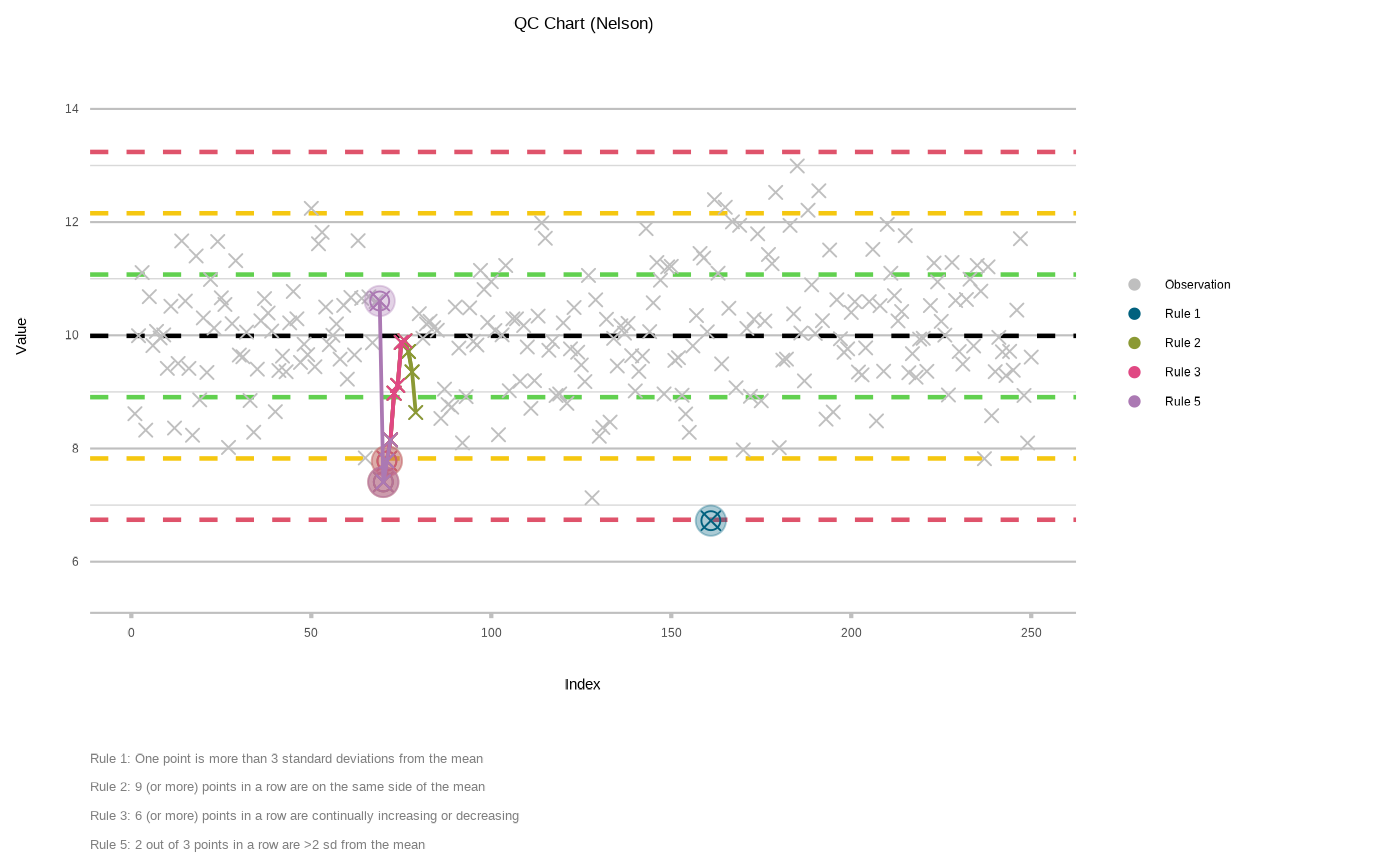 QC Chart (Nelson)
14
12
10
8
6
Value
0 50 100 150 200 250
Index
Observation
Rule 1
Rule 2
Rule 3
Rule 5
Rule 1: One point is more than 3 standard deviations from the mean
Rule 2: 9 (or more) points in a row are on the same side of the mean
Rule 3: 6 (or more) points in a row are continually increasing or decreasing
Rule 5: 2 out of 3 points in a row are >2 sd from the mean